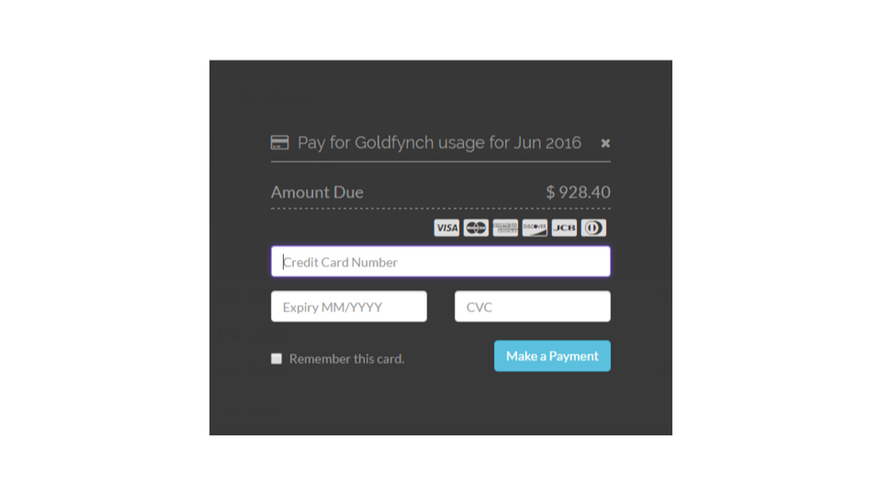 Pay for Goldfynch usage for Jun 2016 ×
Amount Due $ 928.40
VISA DISCOVER JCB
Credit Card Number
Expiry MM/YYYY CVC
Remember this card. Make a Payment